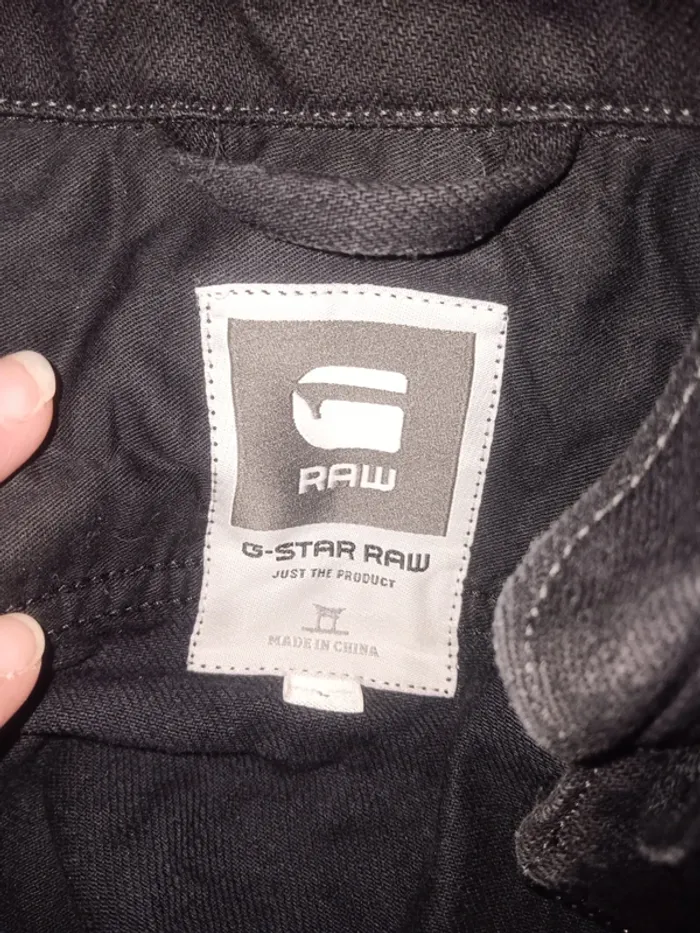 RAW
G-STAR RAW
JUST THE PRODUCT
MADE IN CHINA